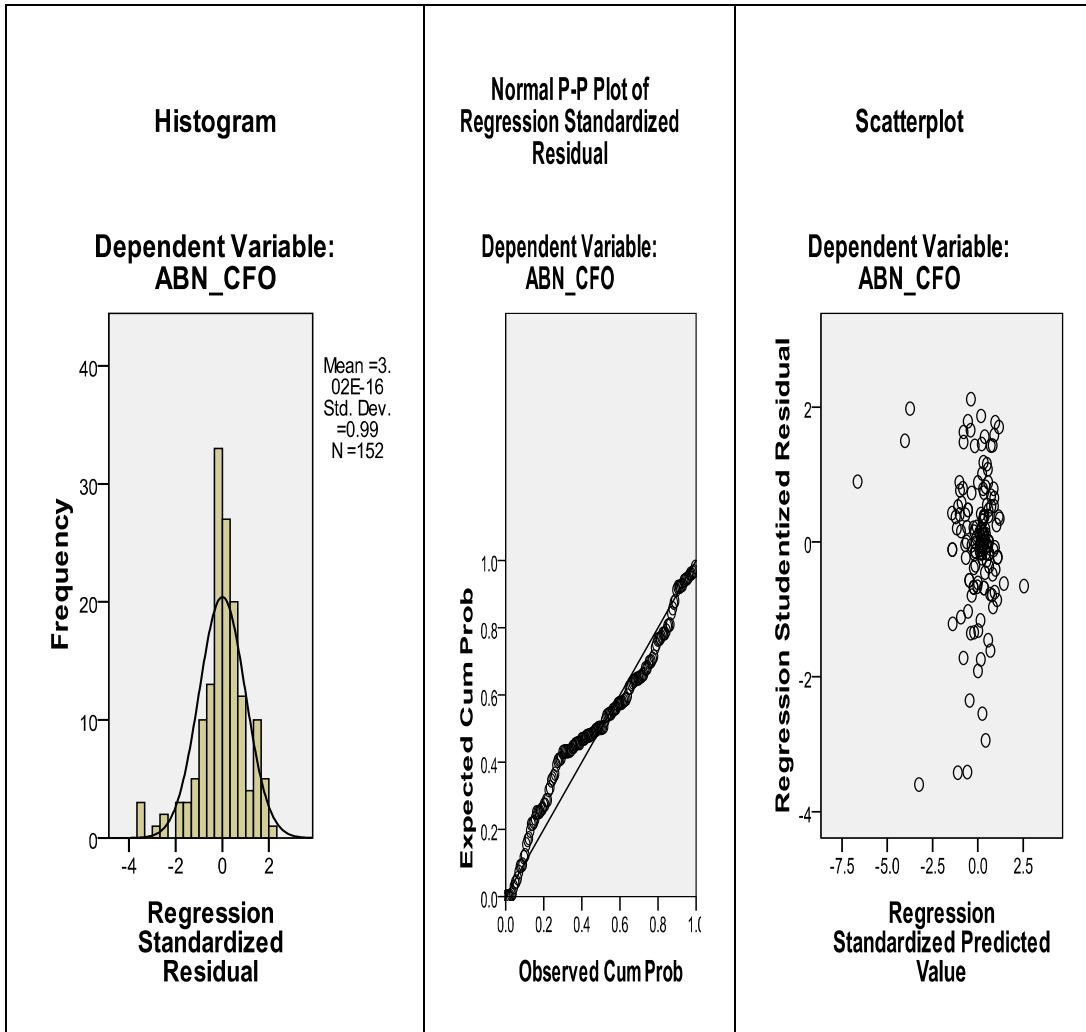 Histogram
Dependent Variable:
ABN_CFO
40
30
20
10
0
Frequency
-4
-2
0
2
Mean =3.
02E-16
Std. Dev.
=0.99
N =152
Regression
Standardized
Residual
Normal P-P Plot of
Regression Standardized
Residual
Dependent Variable:
ABN_CFO
1.0
0.8
0.6
0.4
0.2
0.0
Expected Cum Prob
0.0
0.2
0.4
0.6
0.8
1.0
Observed Cum Prob
Scatterplot
Dependent Variable:
ABN_CFO
2
0
-2
-4
Regression Studentized Residual
-7.5
-5.0
-2.5
0.0
2.5
Regression
Standardized Predicted
Value